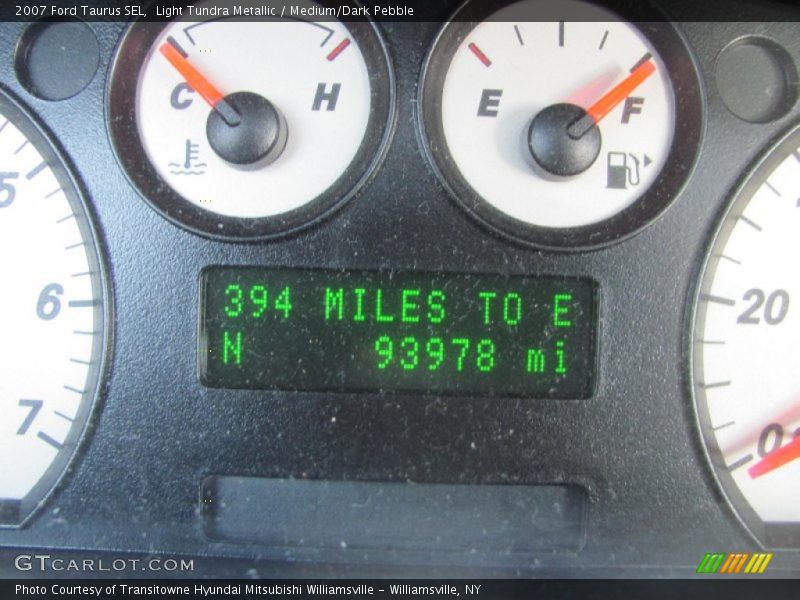 2007 Ford Taurus SEL, Light Tundra Metallic / Medium/Dark Pebble
C H
E F
5
6
7
20
0
394 MILES TO E
N 93978 mi
GTCARLOT.COM
Photo Courtesy of Transitowne Hyundai Mitsubishi Williamsville - Williamsville, NY